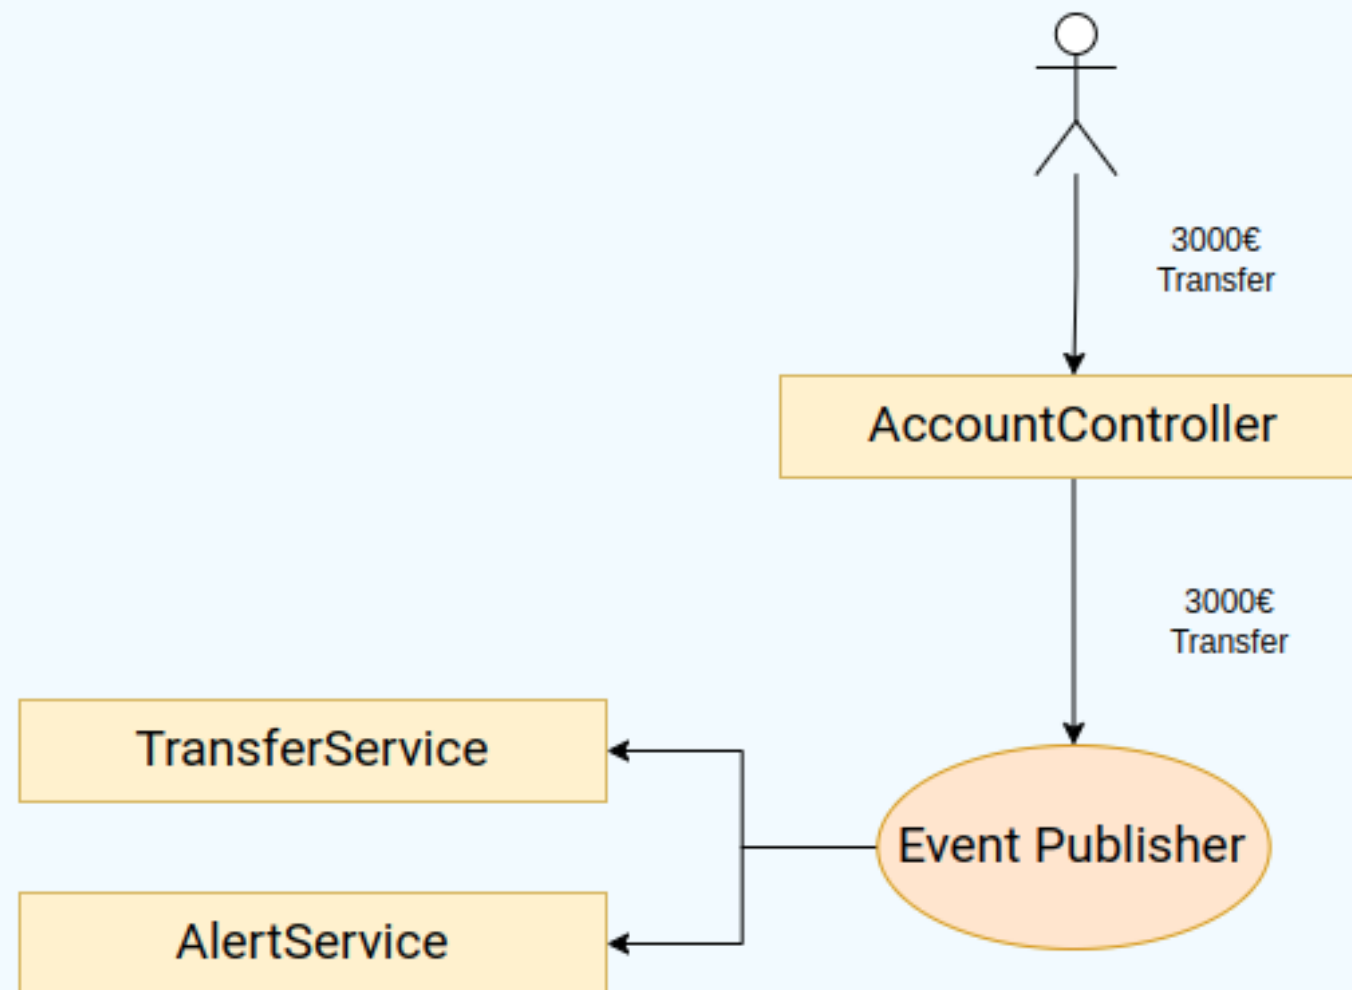 3000€
Transfer
AccountController
3000€
Transfer
TransferService
Event Publisher
AlertService